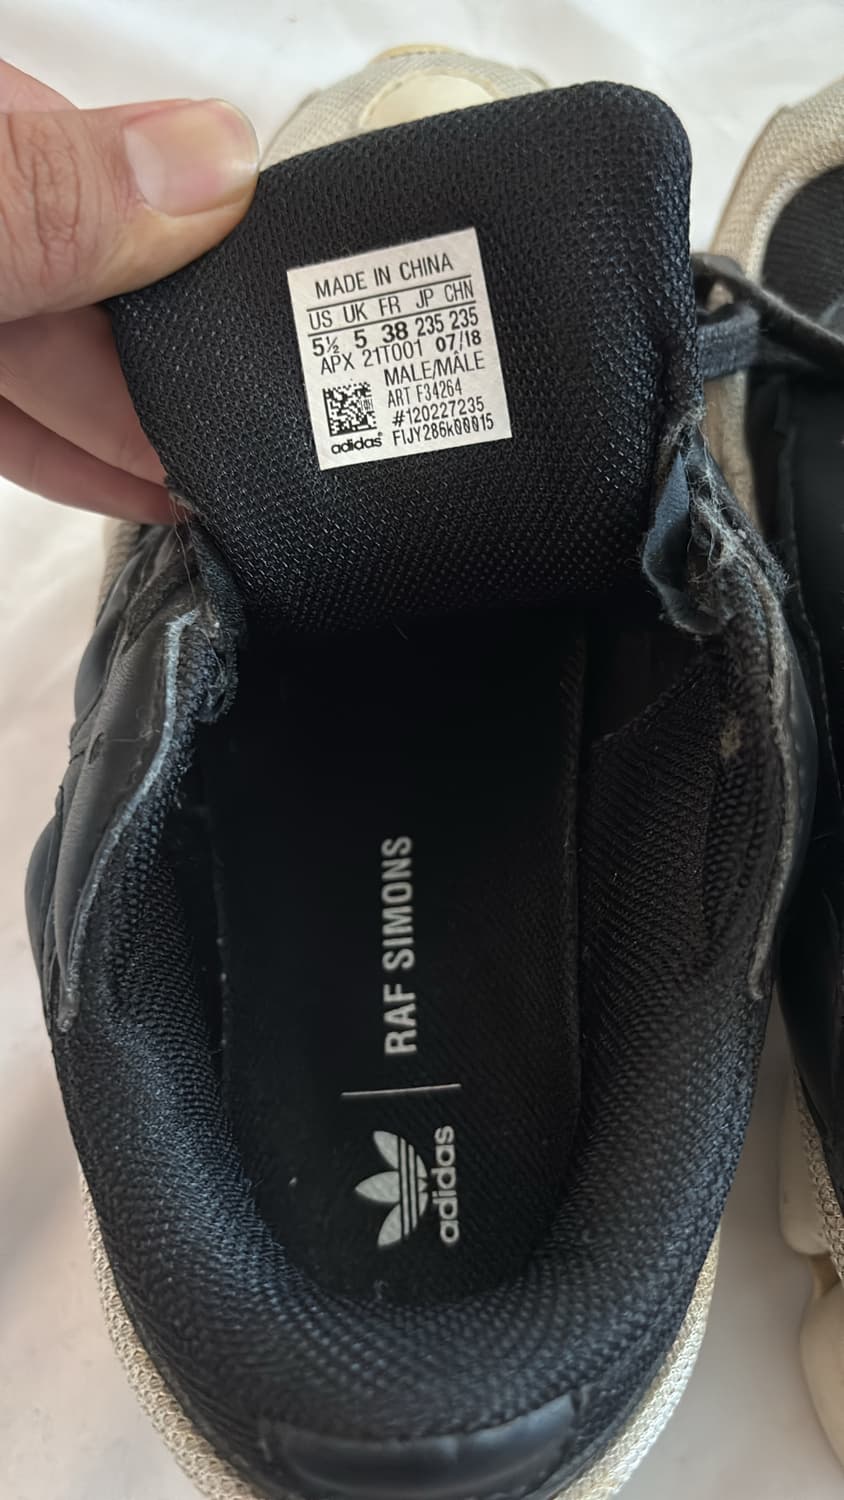 MADE IN CHINA
US UK FR JP CHN
5½ 5 38 235 235
APX 21T001 07/18
MALE/MÂLE
ART F34264
#120227235
adidas® FIJY286k00015
RAF SIMONS
adidas